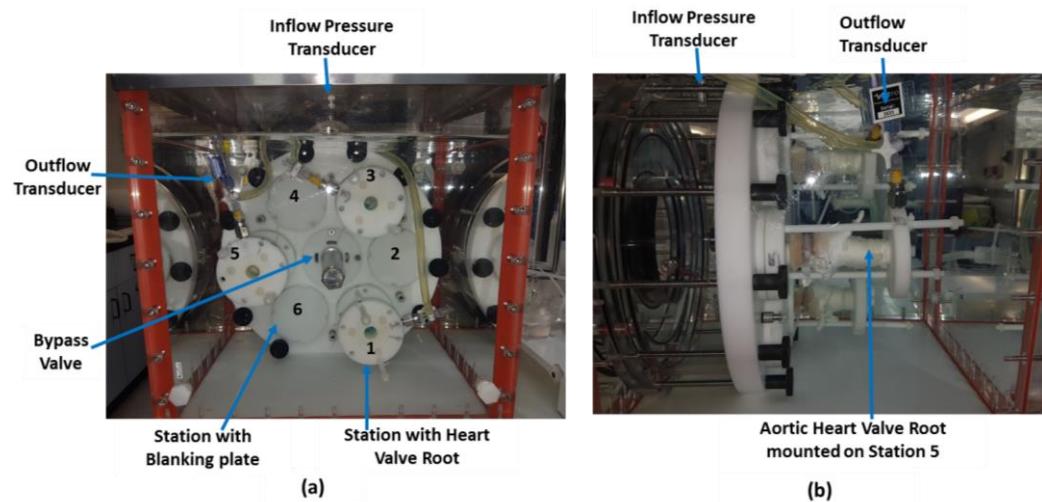 Inflow Pressure
Transducer
Outflow
Transducer
3
4
5
2
6
1
Bypass
Valve
Station with
Blanking plate
Station with Heart
Valve Root
(a)
(b)
Inflow Pressure
Transducer
Outflow
Transducer
Aortic Heart Valve Root
mounted on Station 5
(b)